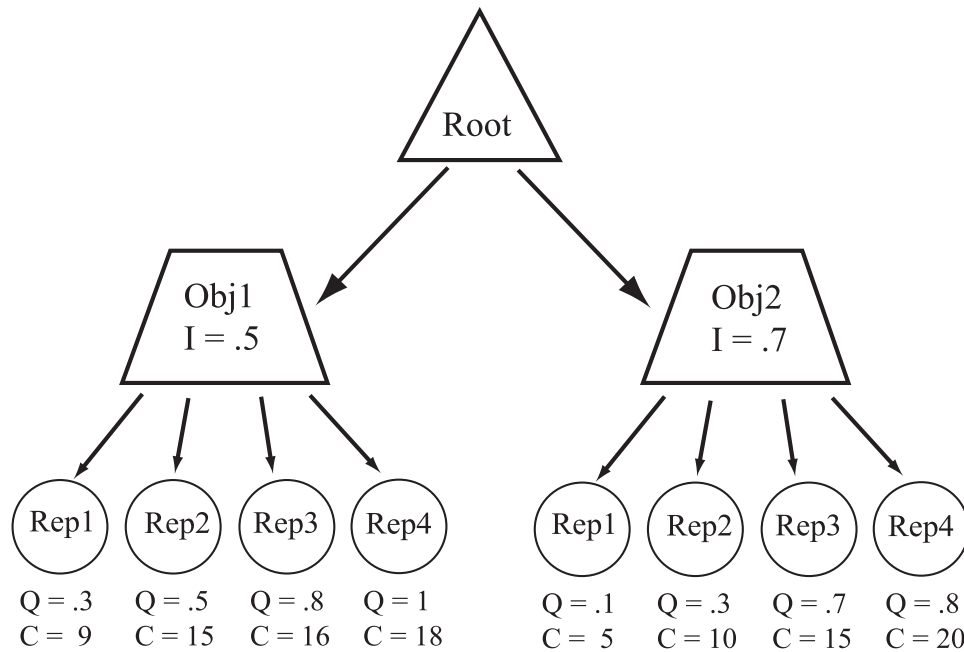 Root
Obj1
I = .5
Obj2
I = .7
Rep1
Rep2
Rep3
Rep4
Rep1
Rep2
Rep3
Rep4
Q = .3
C = 9
Q = .5
C = 15
Q = .8
C = 16
Q = 1
C = 18
Q = .1
C = 5
Q = .3
C = 10
Q = .7
C = 15
Q = .8
C = 20